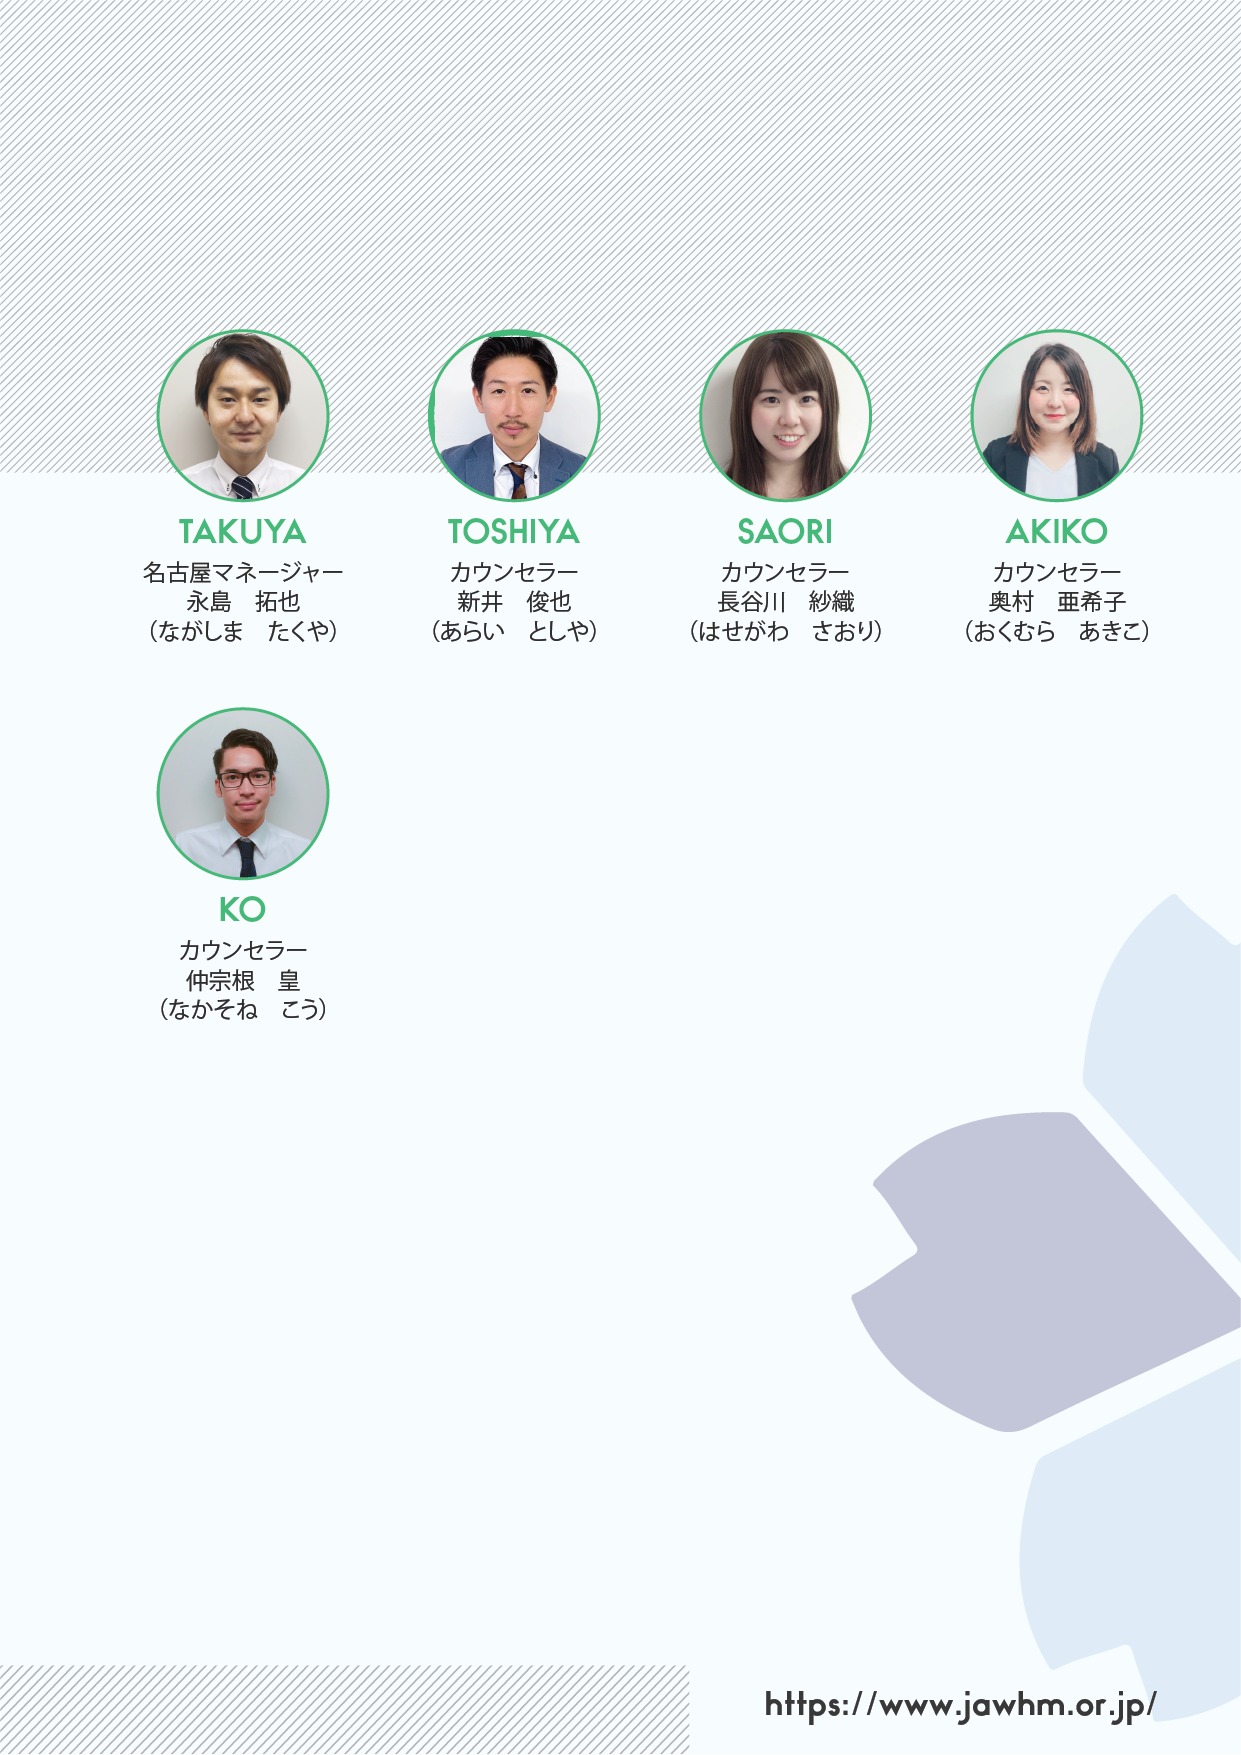 TAKUYA
名古屋マネージャー
永島　拓也
（ながしま　たくや）
TOSHIYA
カウンセラー
新井　俊也
（あらい　としや）
SAORI
カウンセラー
長谷川　紗織
（はせがわ　さおり）
AKIKO
カウンセラー
奥村　亜希子
（おくむら　あきこ）
KO
カウンセラー
仲宗根　皇
（なかそね　こう）
https://www.jawhm.or.jp/